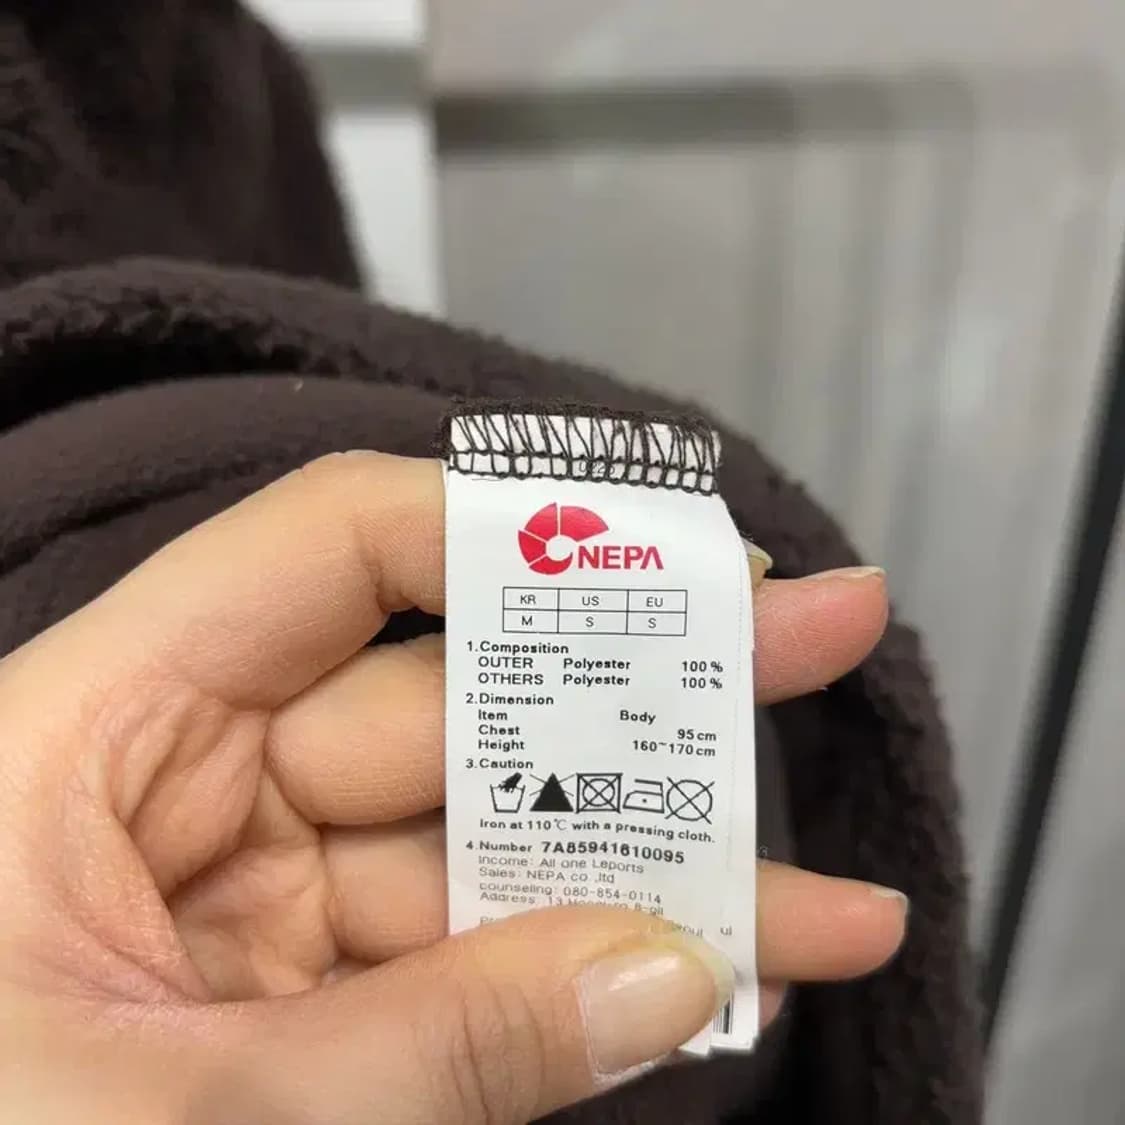 NEPA
KR US EU
M S S
1.Composition
OUTER Polyester 100 %
OTHERS Polyester 100 %
2.Dimension
Item Body
Chest 95 cm
Height 160~170 cm
3.Caution
Iron at 110℃ with a pressing cloth.
4.Number 7A85941610095
Income: All one Leports
Sales: NEPA co .,ltd
counseling: 080-854-0114
Address 13